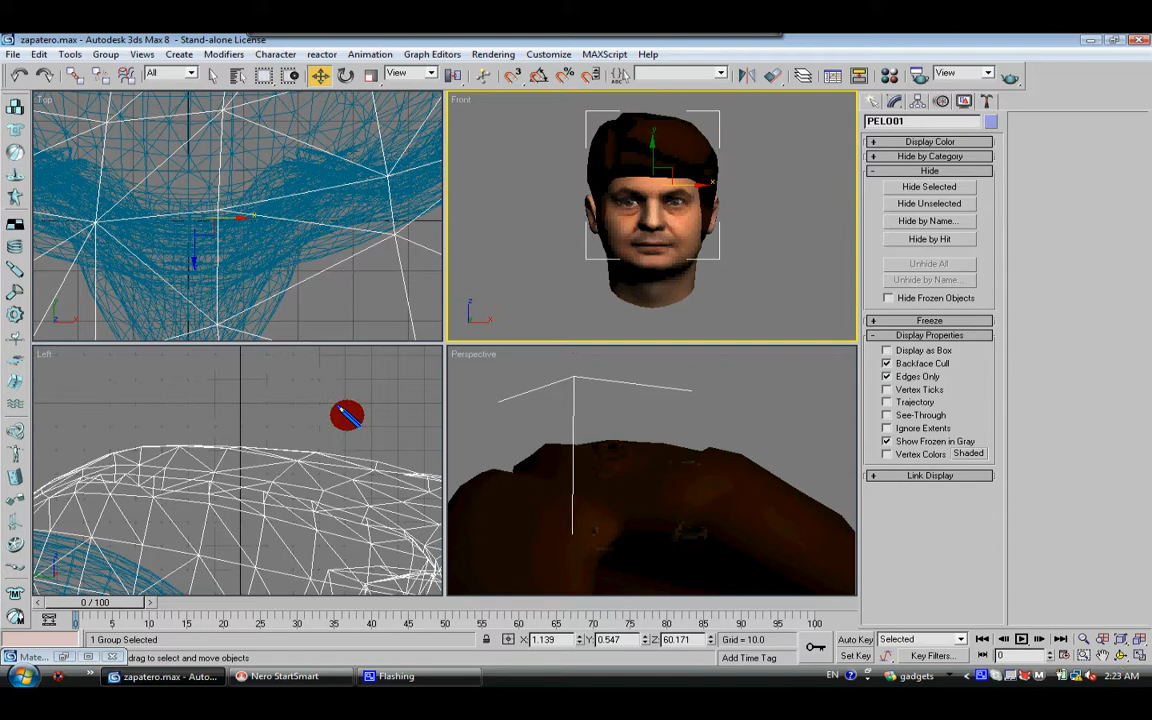 zapatero.max - Autodesk 3ds Max 8 - Stand-alone License
File Edit Tools Group Views Create Modifiers Character reactor Animation Graph Editors Rendering Customize MAXScript Help
All View View
Top Front
PELO01
Display Color
Hide by Category
Hide
Hide Selected
Hide Unselected
Hide by Name...
Hide by Hit
Unhide All
Unhide by Name...
Hide Frozen Objects
Freeze
Display Properties
Left Perspective
Display as Box
Backface Cull
Edges Only
Vertex Ticks
Trajectory
See-Through
Ignore Extents
Show Frozen in Gray
Vertex Colors Shaded
Link Display
0 / 100
0 5 10 15 20 25 30 35 40 45 50 55 60 65 70 75 80 85 90 95 100
1 Group Selected X: 1.139 Y: 0.547 Z: 60.171 Grid = 10.0 Auto Key Selected
Mate... drag to select and move objects Add Time Tag Set Key Key Filters... 0
zapatero.max - Auto... Nero StartSmart Flashing EN gadgets 2:23 AM